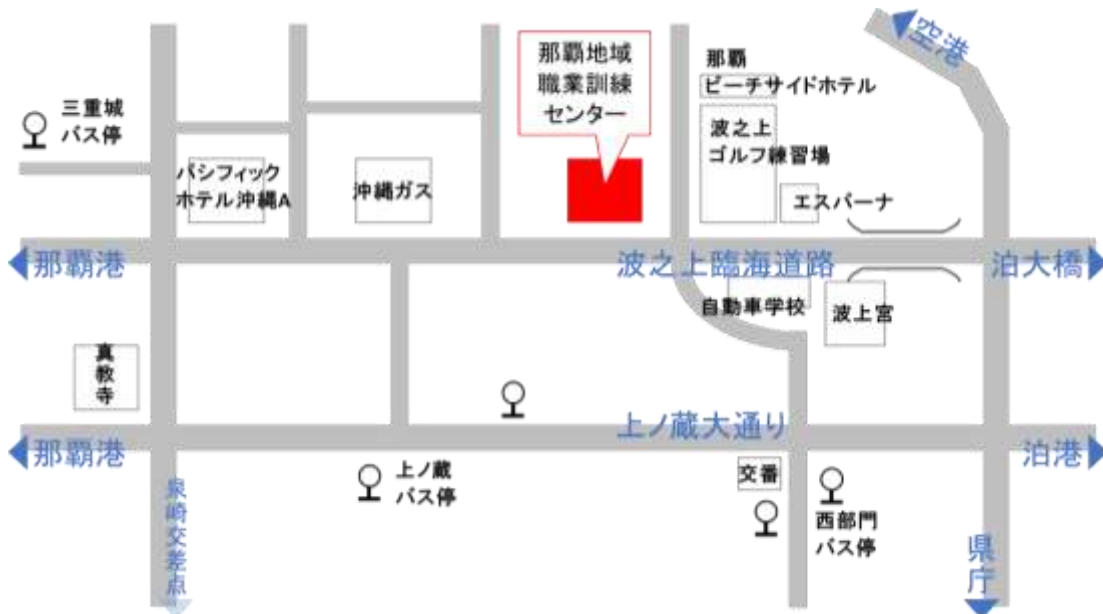 空港
那覇地域
職業訓練
センター
那覇
ビーチサイドホテル
三重城
バス停
波之上
ゴルフ練習場
パシフィック
ホテル沖縄A
沖縄ガス
エスパーナ
那覇港
波之上臨海道路
泊大橋
自動車学校
波上宮
真教寺
上ノ蔵大通り
那覇港
泊港
上ノ蔵
バス停
交番
泉崎交差点
西部門
バス停
県庁